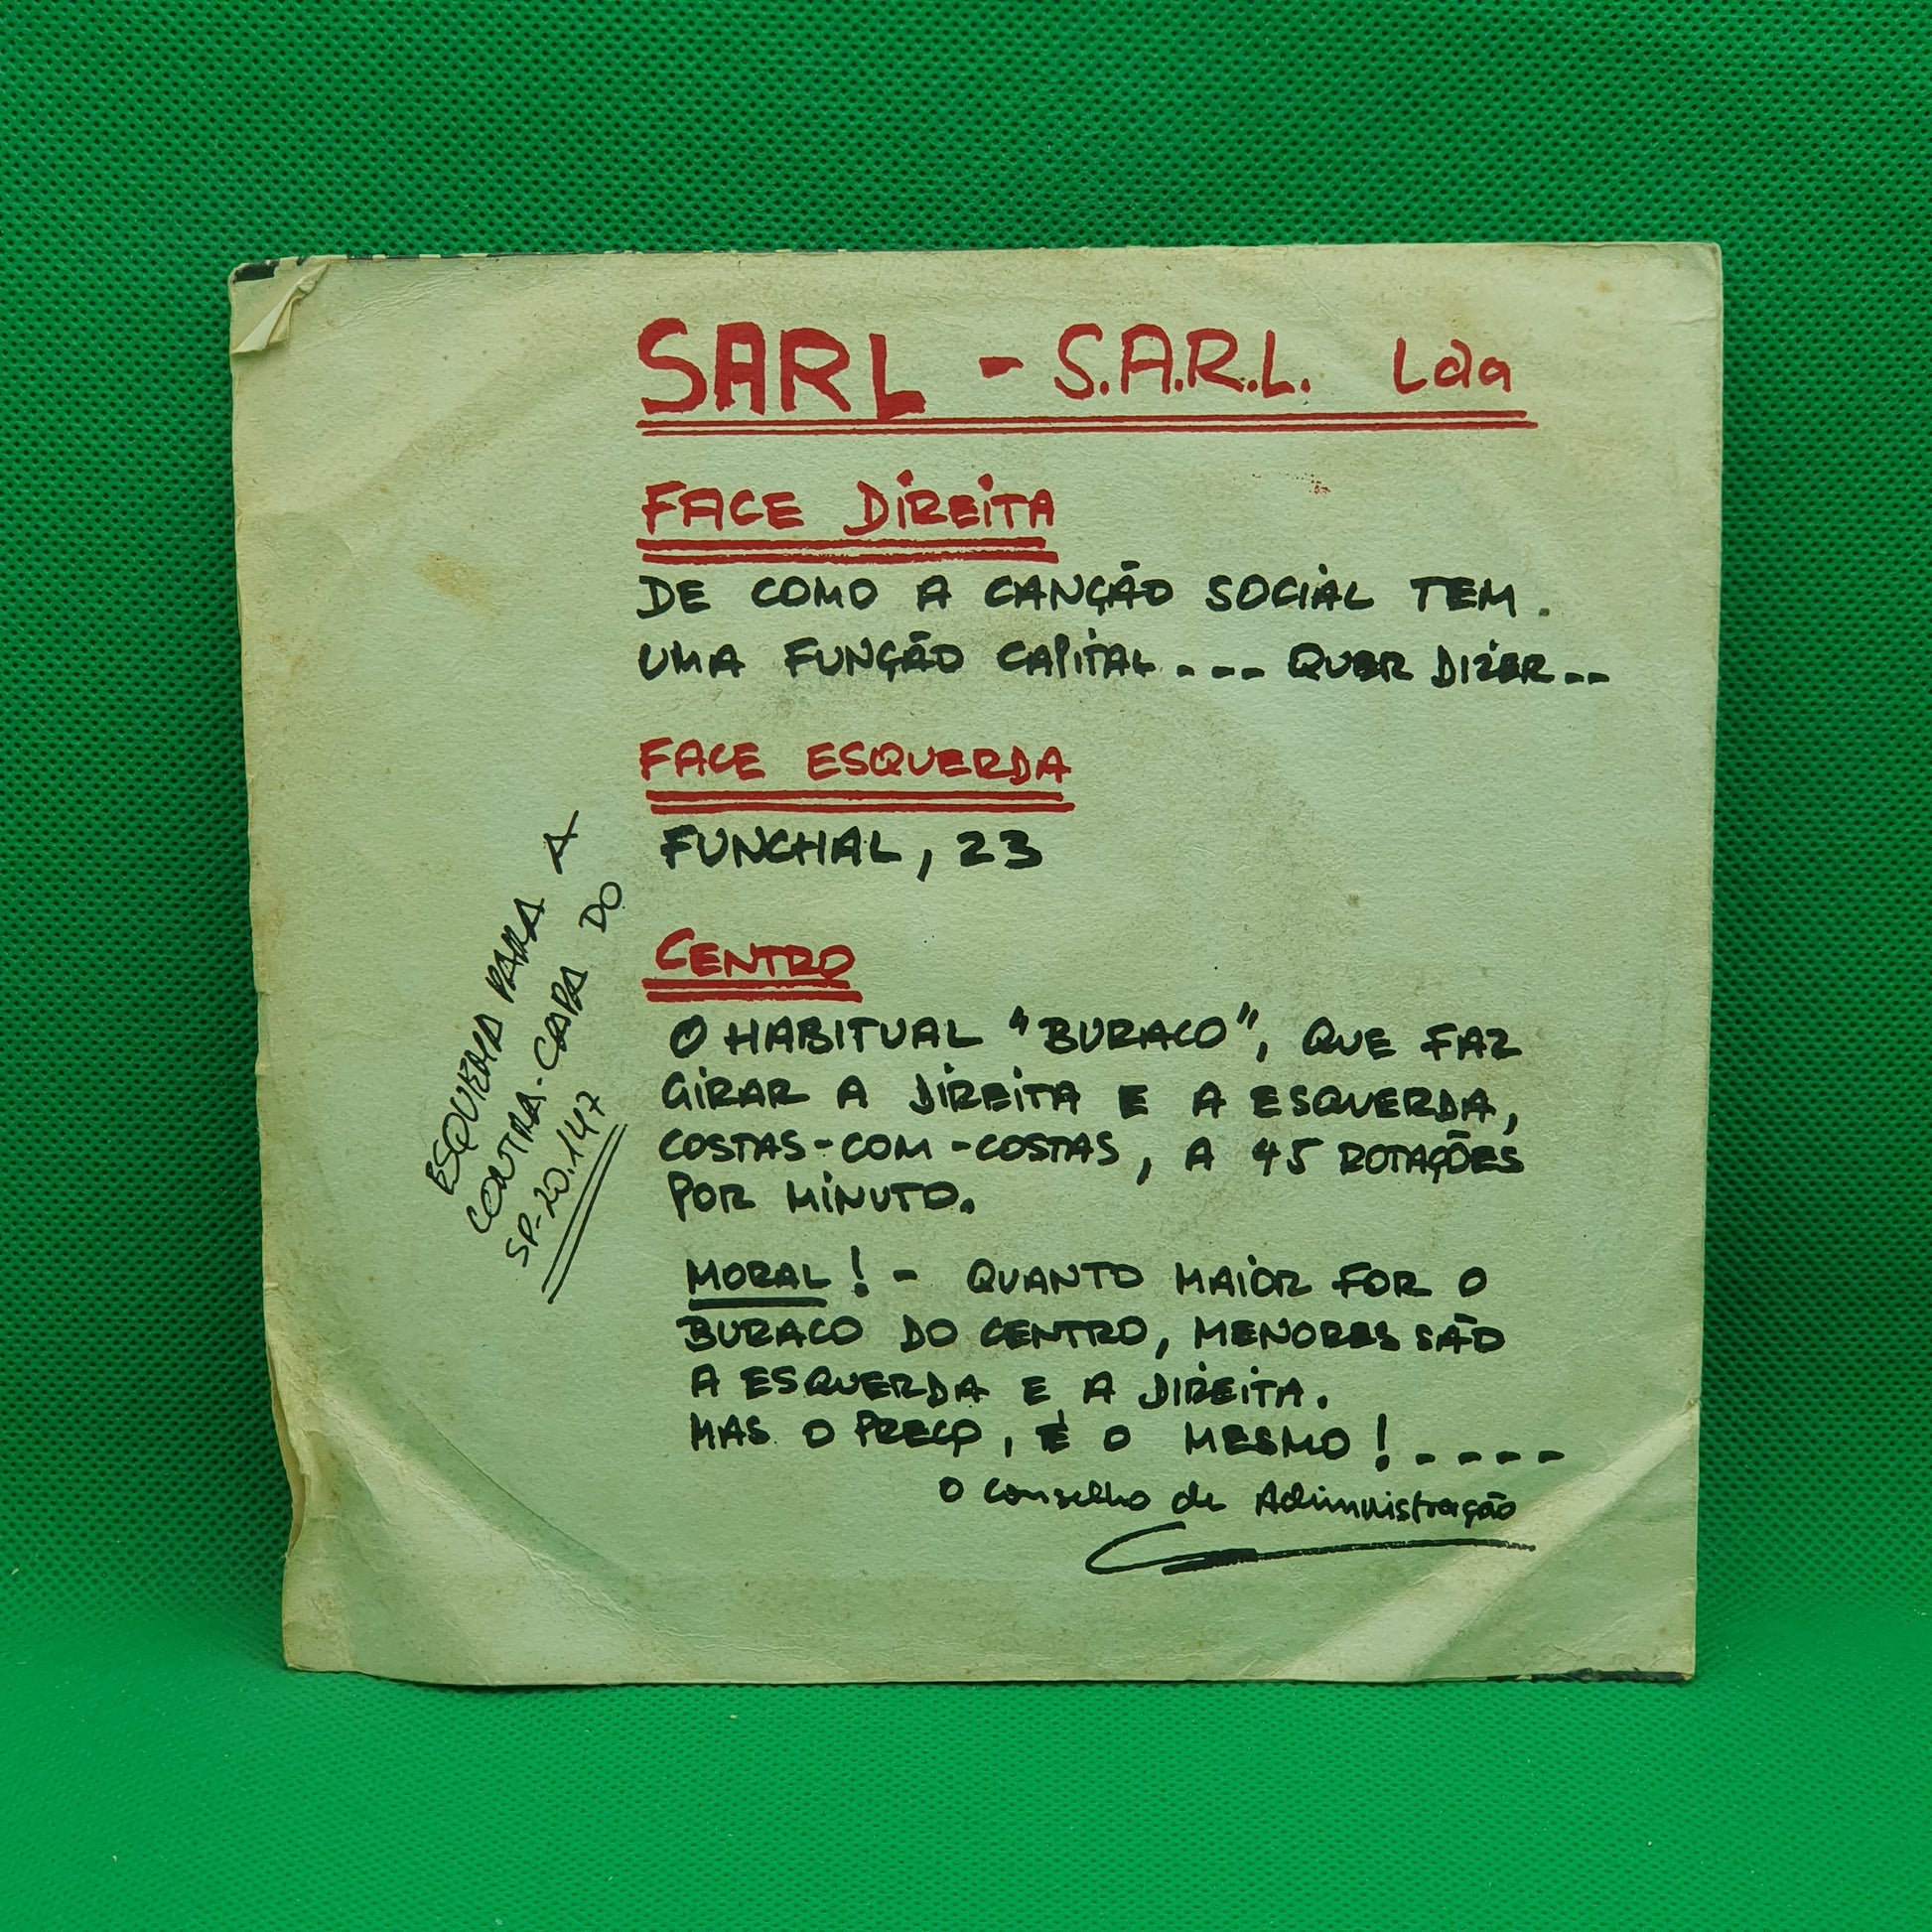 SARL - S.A.R.L. Lda
FACE DIREITA
DE COMO A CANÇÃO SOCIAL TEM.
UMA FUNÇÃO CAPITAL.--- QUER DIZER--
FACE ESQUERDA
FUNCHAL, 23
CENTRO
O HABITUAL "BURACO", QUE FAZ
GIRAR A DIREITA E A ESQUERDA,
COSTAS-COM-COSTAS, A 45 ROTAÇÕES
POR MINUTO.
MORAL! - QUANTO MAIOR FOR O
BURACO DO CENTRO, MENORES SÃO
A ESQUERDA E A DIREITA.
MAS O PREÇO, É O MESMO!----
O Conselho de Administração
ESQUEMA PARA A
CONTRA-CAPA DO
SP-20.147